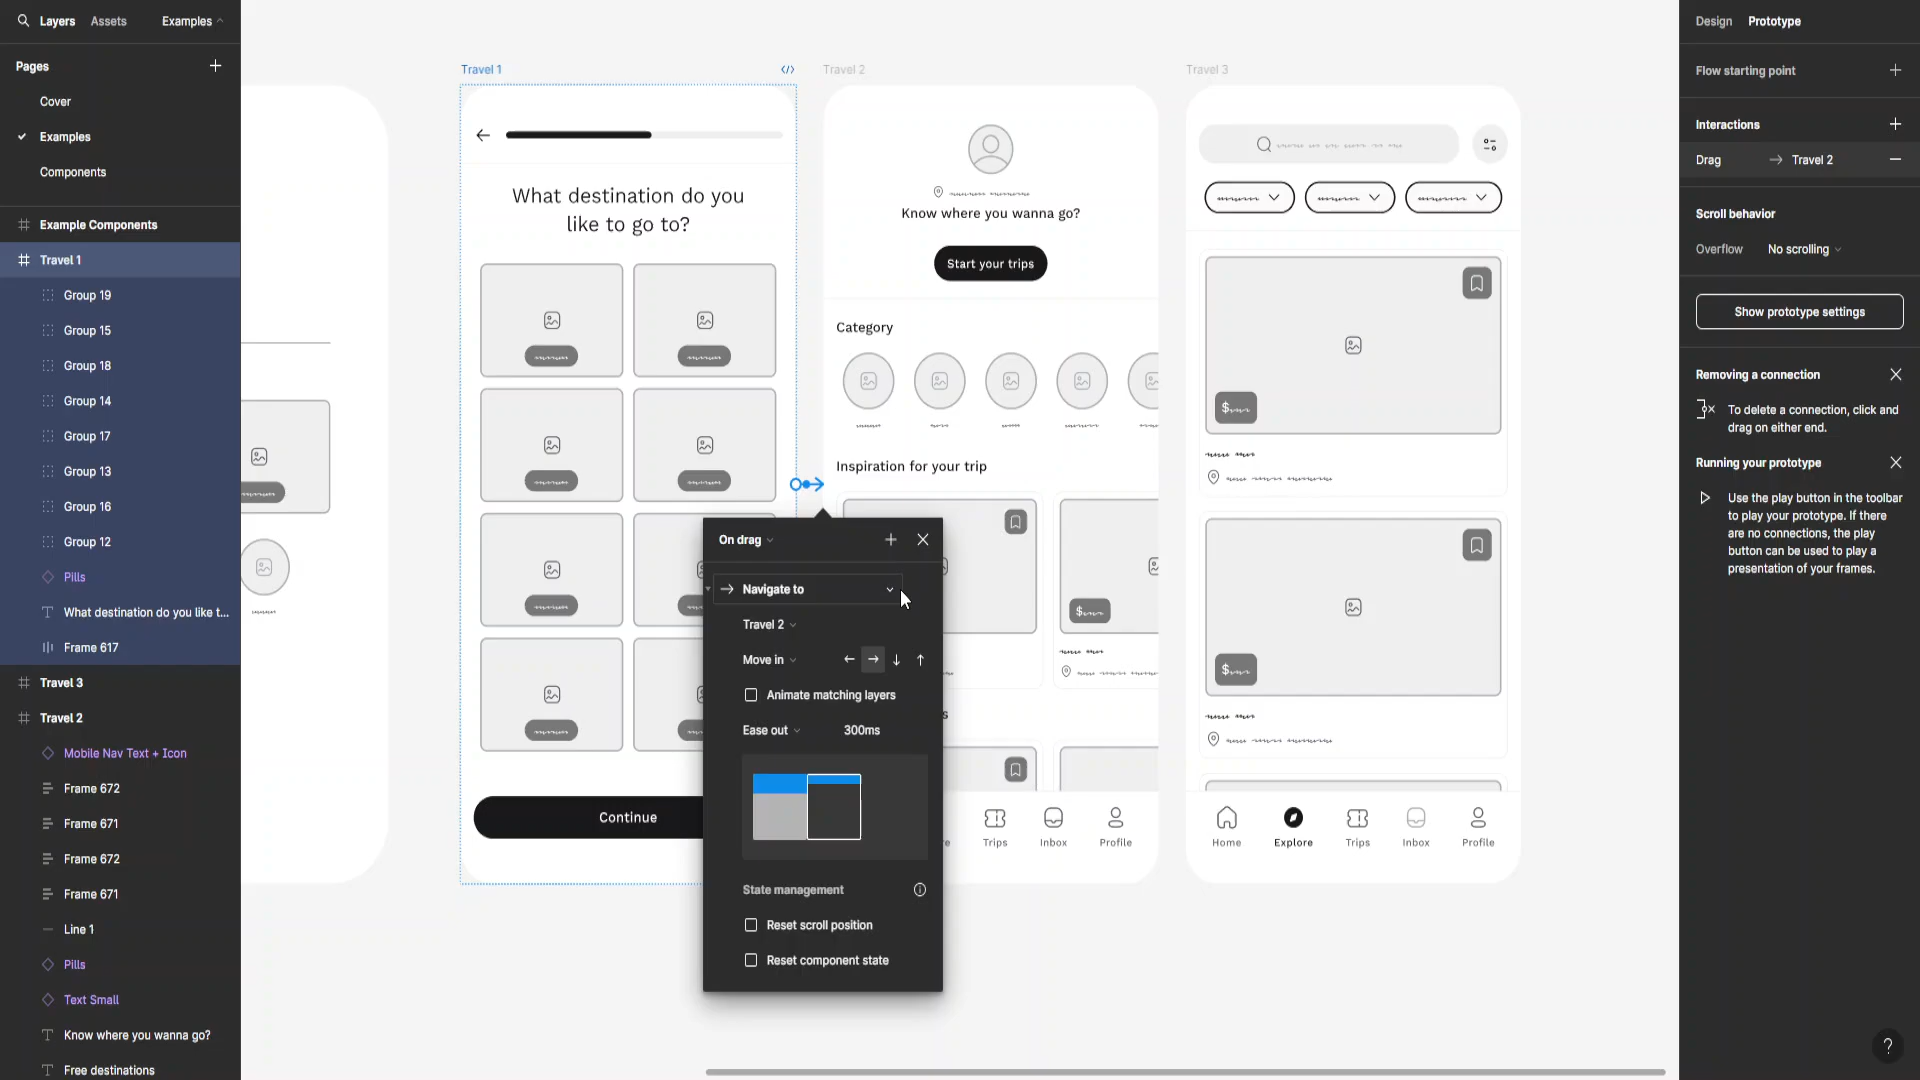 Layers
Assets
Examples
Pages
Cover
Examples
Components
Example Components
Travel 1
Group 19
Group 15
Group 18
Group 14
Group 17
Group 13
Group 16
Group 12
Pills
What destination do you like t...
Frame 617
Travel 3
Travel 2
Mobile Nav Text + Icon
Frame 672
Frame 671
Frame 672
Frame 671
Line 1
Pills
Text Small
Know where you wanna go?
Free destinations
Travel 1
What destination do you
like to go to?
Continue
Travel 2
Know where you wanna go?
Start your trips
Category
Inspiration for your trip
$
s
e
Trips
Inbox
Profile
On drag
Navigate to
Travel 2
Move in
Animate matching layers
Ease out
300ms
State management
Reset scroll position
Reset component state
Travel 3
$
$
Home
Explore
Trips
Inbox
Profile
Design
Prototype
Flow starting point
Interactions
Drag
Travel 2
Scroll behavior
Overflow
No scrolling
Show prototype settings
Removing a connection
To delete a connection, click and
drag on either end.
Running your prototype
Use the play button in the toolbar
to play your prototype. If there
are no connections, the play
button can be used to play a
presentation of your frames.
?